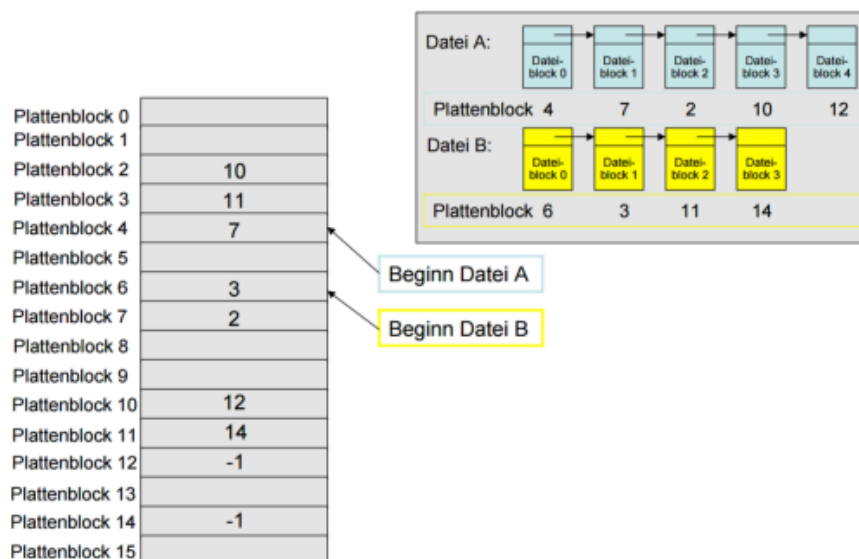 Datei A:
Datei-block 0 Datei-block 1 Datei-block 2 Datei-block 3 Datei-block 4
Plattenblock 4 7 2 10 12
Datei B:
Datei-block 0 Datei-block 1 Datei-block 2 Datei-block 3
Plattenblock 6 3 11 14
Plattenblock 0
Plattenblock 1
Plattenblock 2 10
Plattenblock 3 11
Plattenblock 4 7
Plattenblock 5
Beginn Datei A
Plattenblock 6 3
Plattenblock 7 2
Beginn Datei B
Plattenblock 8
Plattenblock 9
Plattenblock 10 12
Plattenblock 11 14
Plattenblock 12 -1
Plattenblock 13
Plattenblock 14 -1
Plattenblock 15